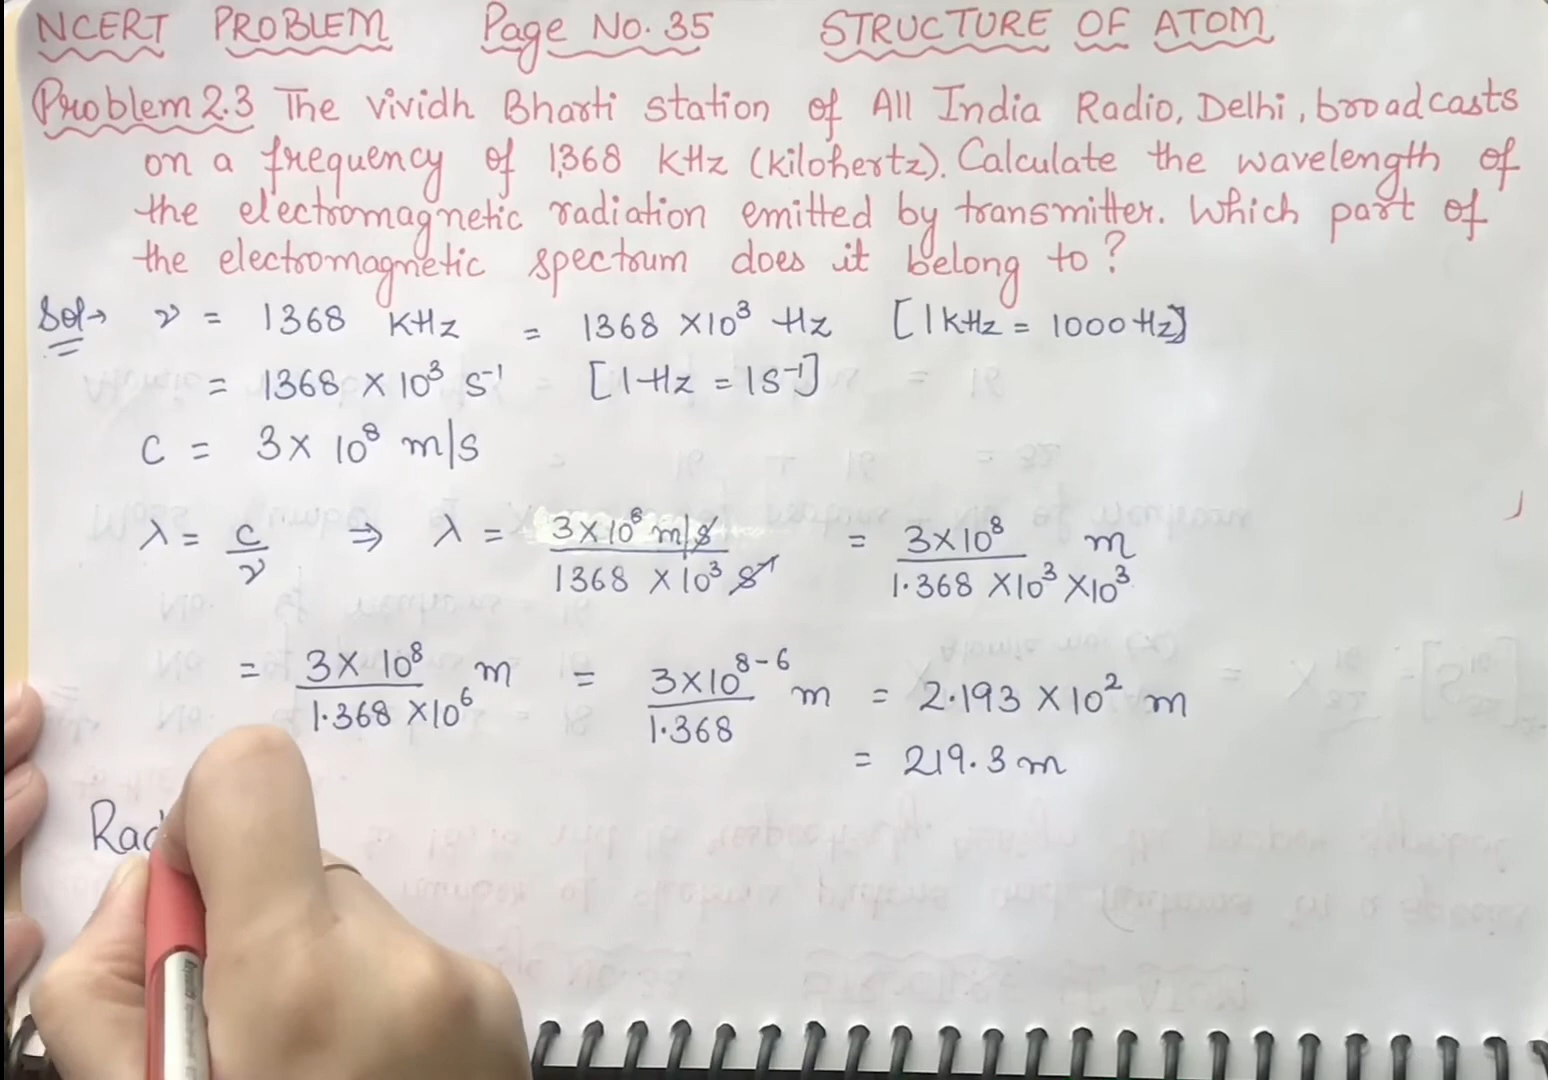 NCERT PROBLEM Page No. 35 STRUCTURE OF ATOM
Problem 2.3 The Vividh Bharti station of All India Radio, Delhi, broadcasts
on a frequency of 1,368 KHz (kilohertz). Calculate the wavelength of
the electromagnetic radiation emitted by transmitter. Which part of
the electromagnetic spectrum does it belong to?
Sol→ ν = 1368 KHz = 1368 ×10³ Hz [1 kHz = 1000 Hz]
= 1368 × 10³ S⁻¹ [1 Hz = 1S⁻¹]
C = 3× 10⁸ m/s
λ = c/ν ⇒ λ = 3×10⁸ m/s / 1368 ×10³ s⁻¹ = 3×10⁸ / 1.368 ×10³ ×10³ m
= 3× 10⁸ / 1.368 ×10⁶ m = 3×10⁸⁻⁶ / 1.368 m = 2.193 ×10² m
= 219.3 m
Rad